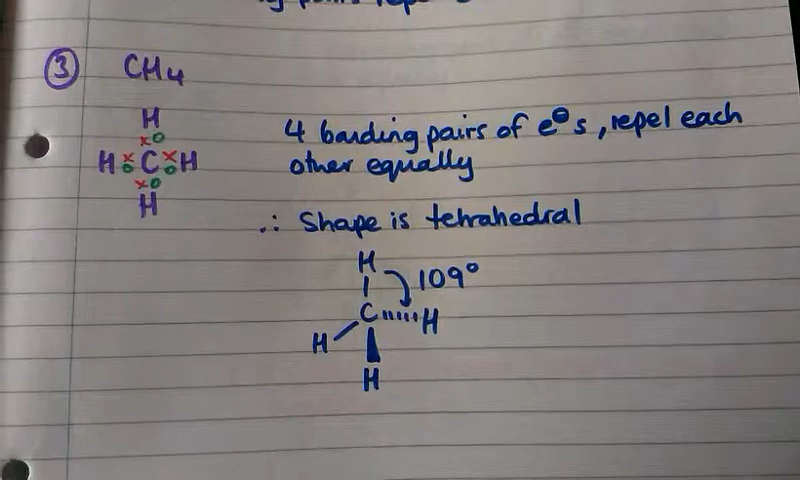 ③ CH4
H
H C H
H
4 bonding pairs of e⊖s, repel each
other equally
∴ Shape is tetrahedral
H
109°
C H
H
H